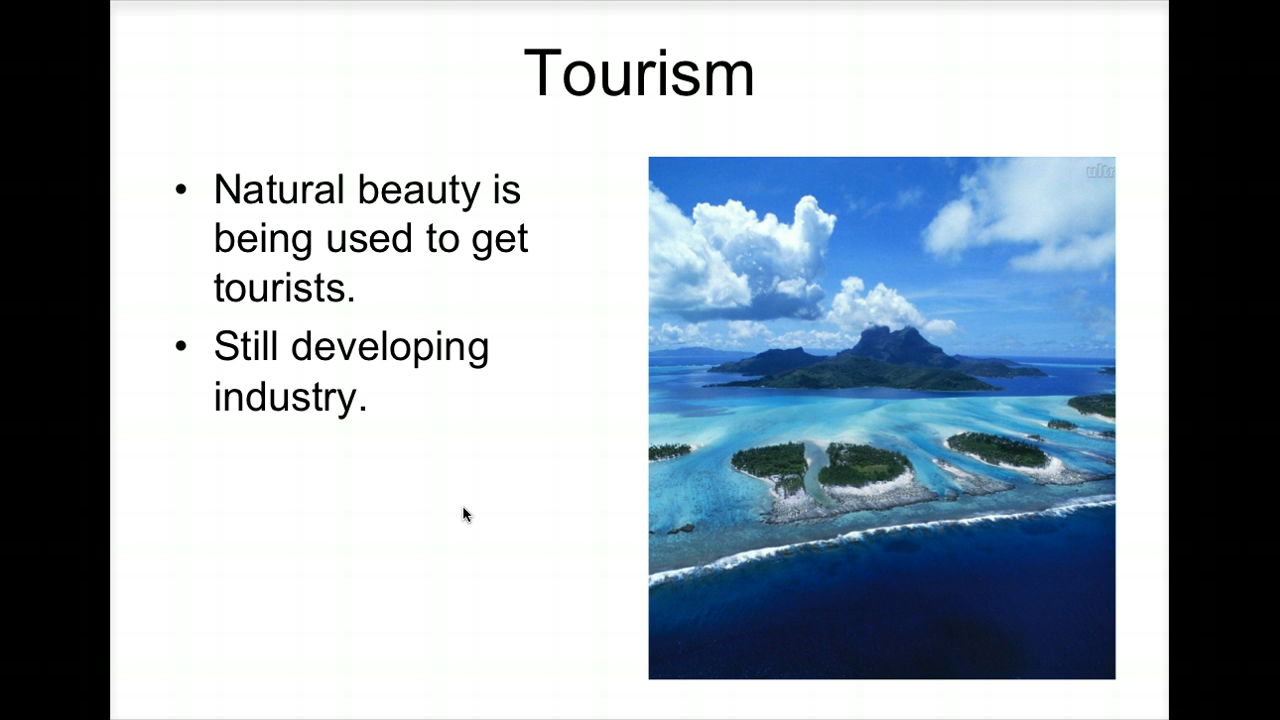 Tourism
• Natural beauty is
being used to get
tourists.
• Still developing
industry.